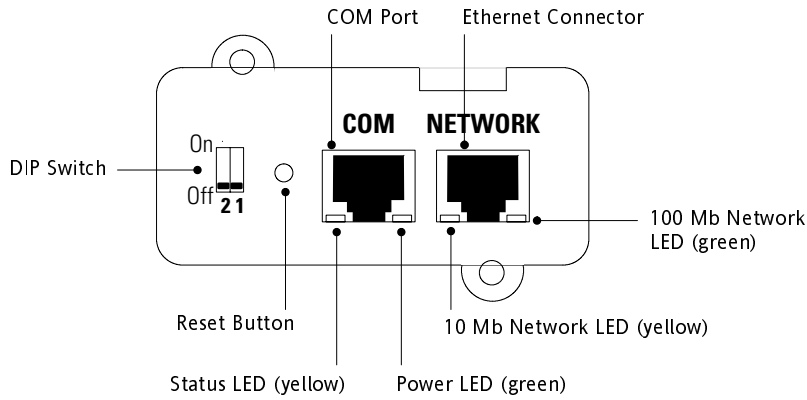 COM Port
Ethernet Connector
COM
NETWORK
On
DIP Switch
Off
2 1
100 Mb Network
LED (green)
Reset Button
10 Mb Network LED (yellow)
Status LED (yellow)
Power LED (green)